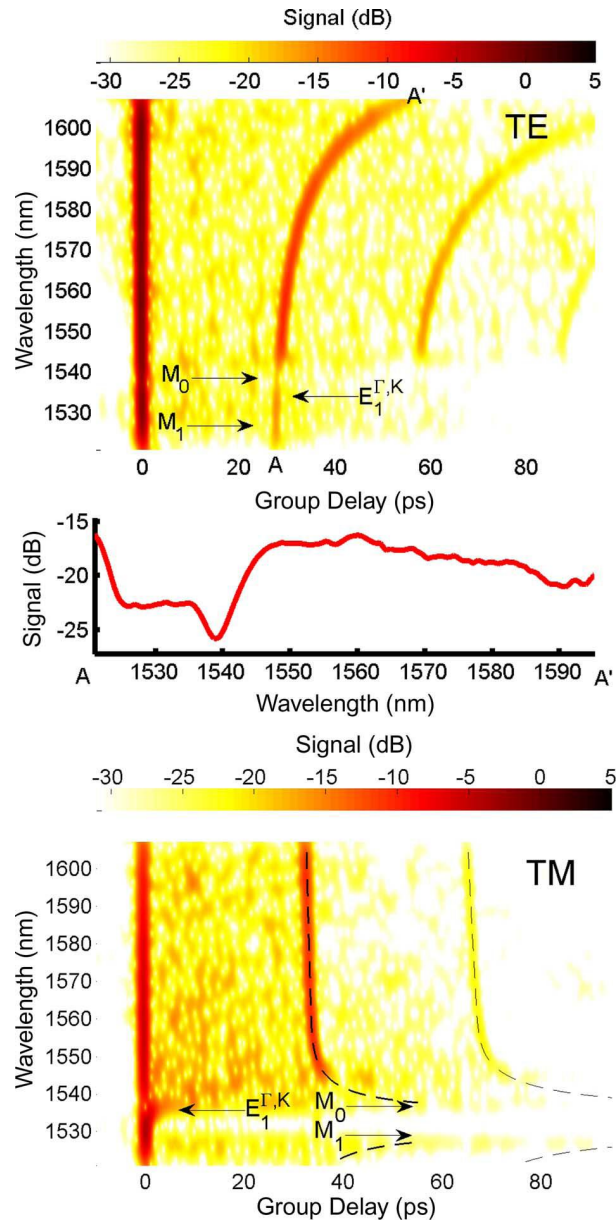 Signal (dB)
-30 -25 -20 -15 -10 -5 0 5
A'
TE
1600
1590
1580
1570
1560
1550
1540
1530
Wavelength (nm)
M0
E1Γ,K
M1
A
0 20 40 60 80
Group Delay (ps)
-15
-20
-25
Signal (dB)
A 1530 1540 1550 1560 1570 1580 1590 A'
Wavelength (nm)
Signal (dB)
-30 -25 -20 -15 -10 -5 0 5
TM
1600
1590
1580
1570
1560
1550
1540
1530
Wavelength (nm)
E1Γ,K M0
M1
0 20 40 60 80
Group Delay (ps)